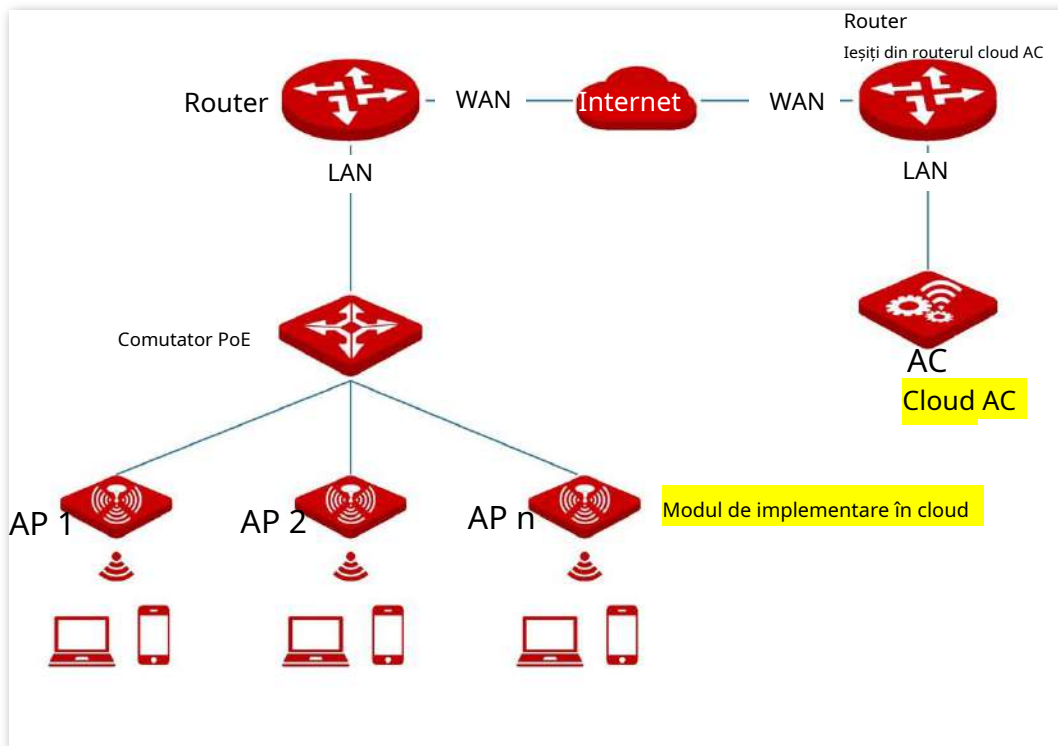 Router
Ieșiți din routerul cloud AC
Router
WAN
Internet
WAN
LAN
LAN
Comutator PoE
AC
Cloud AC
AP 1
AP 2
AP n
Modul de implementare în cloud